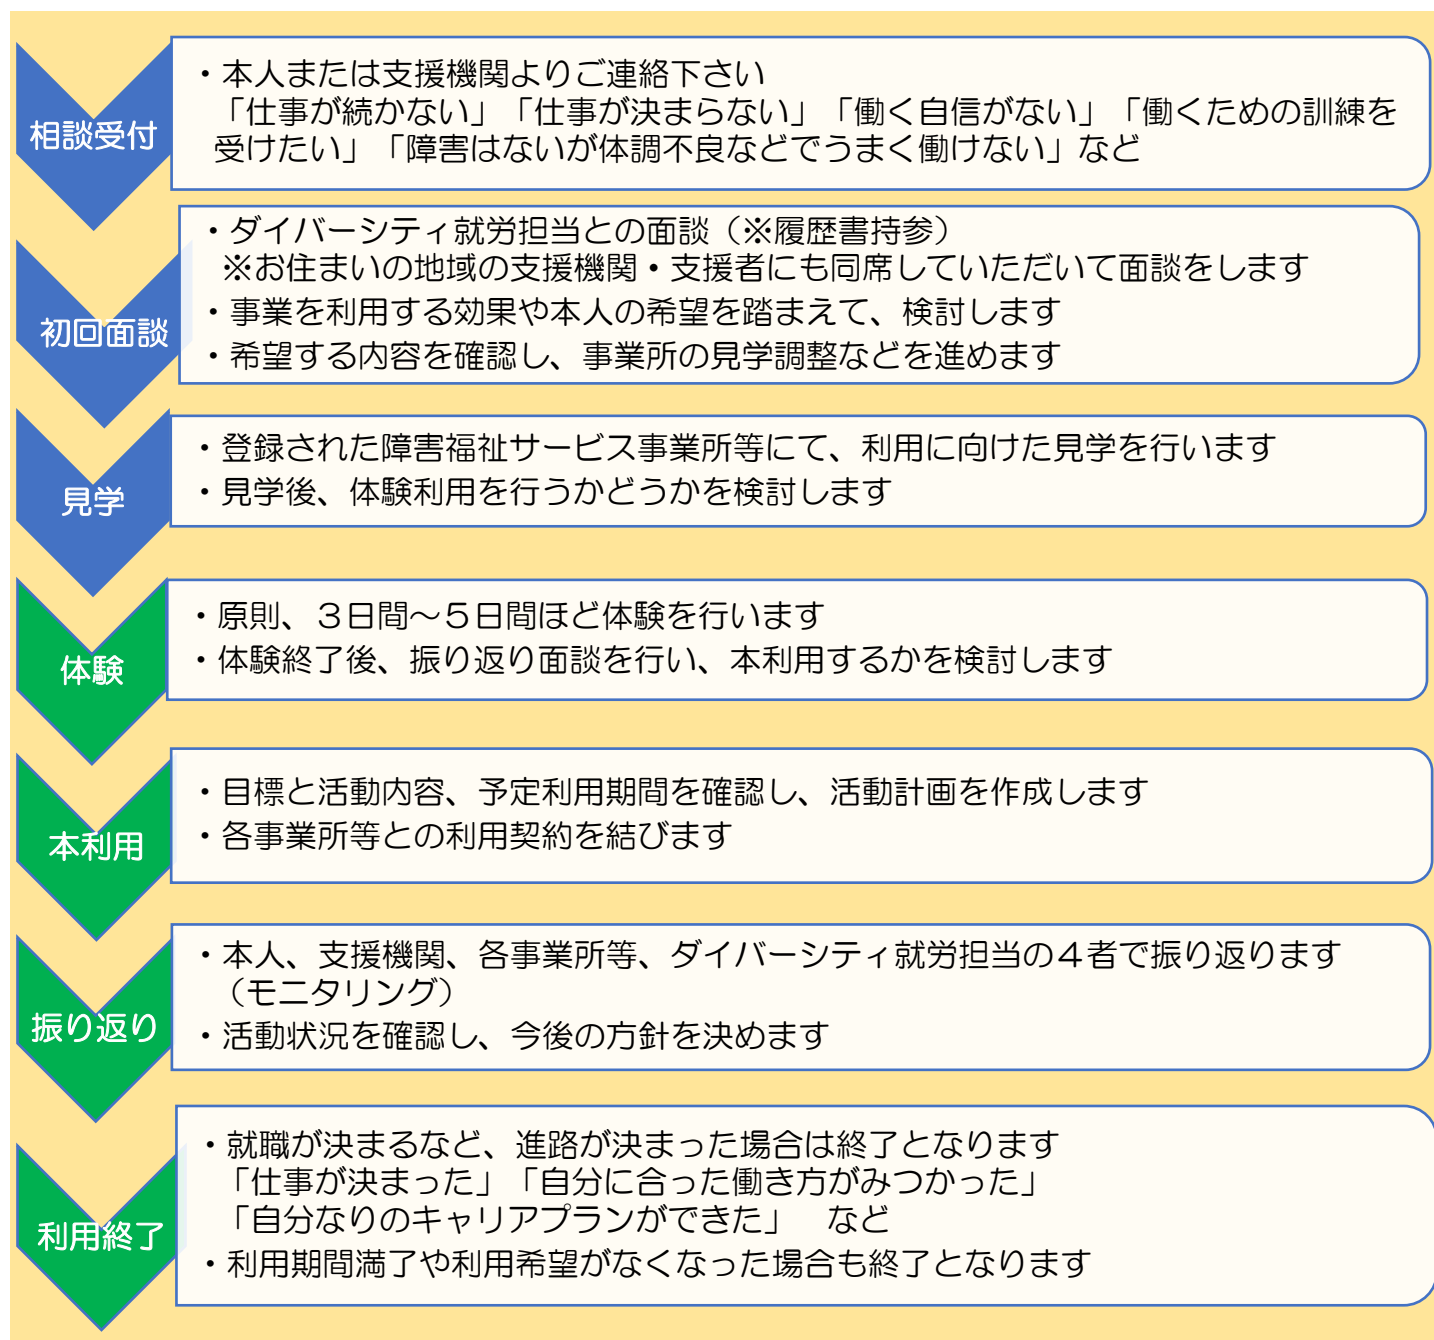 相談受付
・本人または支援機関よりご連絡下さい
「仕事が続かない」「仕事が決まらない」「働く自信がない」「働くための訓練を
受けたい」「障害はないが体調不良などでうまく働けない」など
初回面談
・ダイバーシティ就労担当との面談（※履歴書持参）
※お住まいの地域の支援機関・支援者にも同席していただいて面談をします
・事業を利用する効果や本人の希望を踏まえて、検討します
・希望する内容を確認し、事業所の見学調整などを進めます
見学
・登録された障害福祉サービス事業所等にて、利用に向けた見学を行います
・見学後、体験利用を行うかどうかを検討します
体験
・原則、３日間～５日間ほど体験を行います
・体験終了後、振り返り面談を行い、本利用するかを検討します
本利用
・目標と活動内容、予定利用期間を確認し、活動計画を作成します
・各事業所等との利用契約を結びます
振り返り
・本人、支援機関、各事業所等、ダイバーシティ就労担当の４者で振り返ります
（モニタリング）
・活動状況を確認し、今後の方針を決めます
利用終了
・就職が決まるなど、進路が決まった場合は終了となります
「仕事が決まった」「自分に合った働き方がみつかった」
「自分なりのキャリアプランができた」　など
・利用期間満了や利用希望がなくなった場合も終了となります